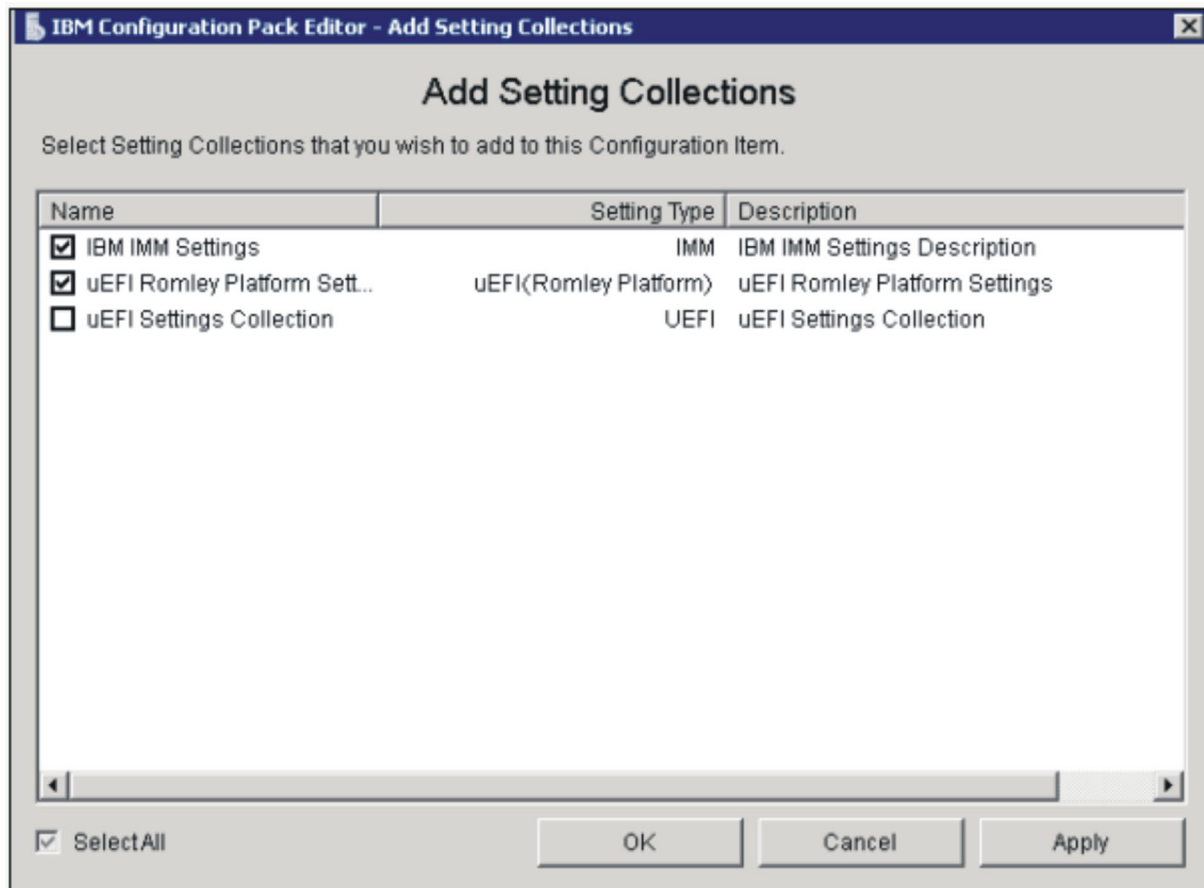 IBM Configuration Pack Editor - Add Setting Collections
Add Setting Collections
Select Setting Collections that you wish to add to this Configuration Item.
Name Setting Type Description
IBM IMM Settings IMM IBM IMM Settings Description
uEFI Romley Platform Sett... uEFI(Romley Platform) uEFI Romley Platform Settings
uEFI Settings Collection UEFI uEFI Settings Collection
Select All OK Cancel Apply